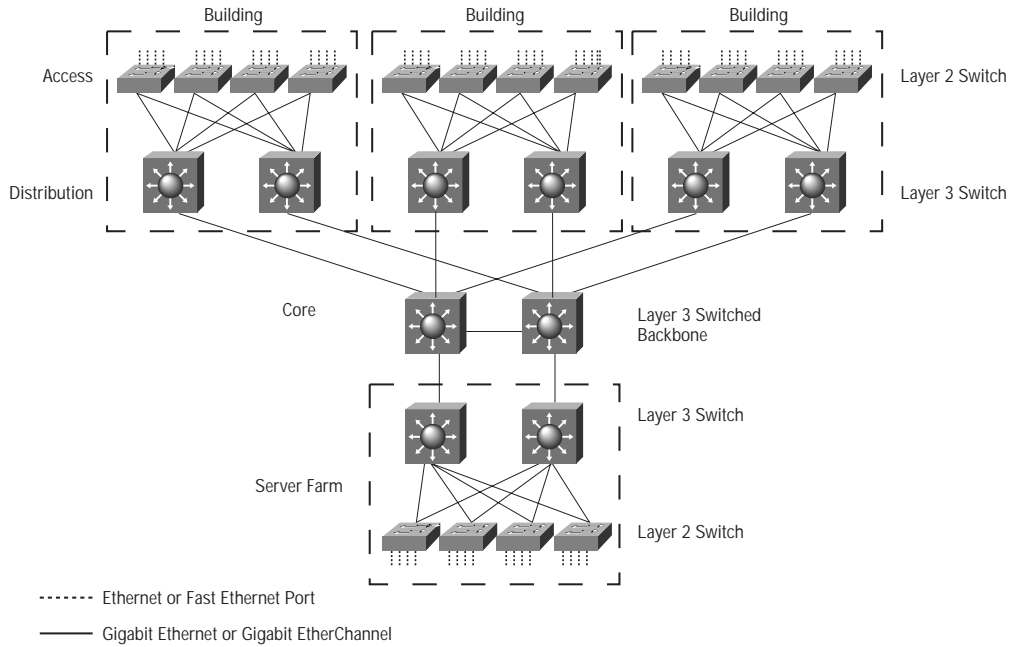 Building
Building
Building
Access
Layer 2 Switch
Distribution
Layer 3 Switch
Core
Layer 3 Switched
Backbone
Layer 3 Switch
Server Farm
Layer 2 Switch
Ethernet or Fast Ethernet Port
Gigabit Ethernet or Gigabit EtherChannel